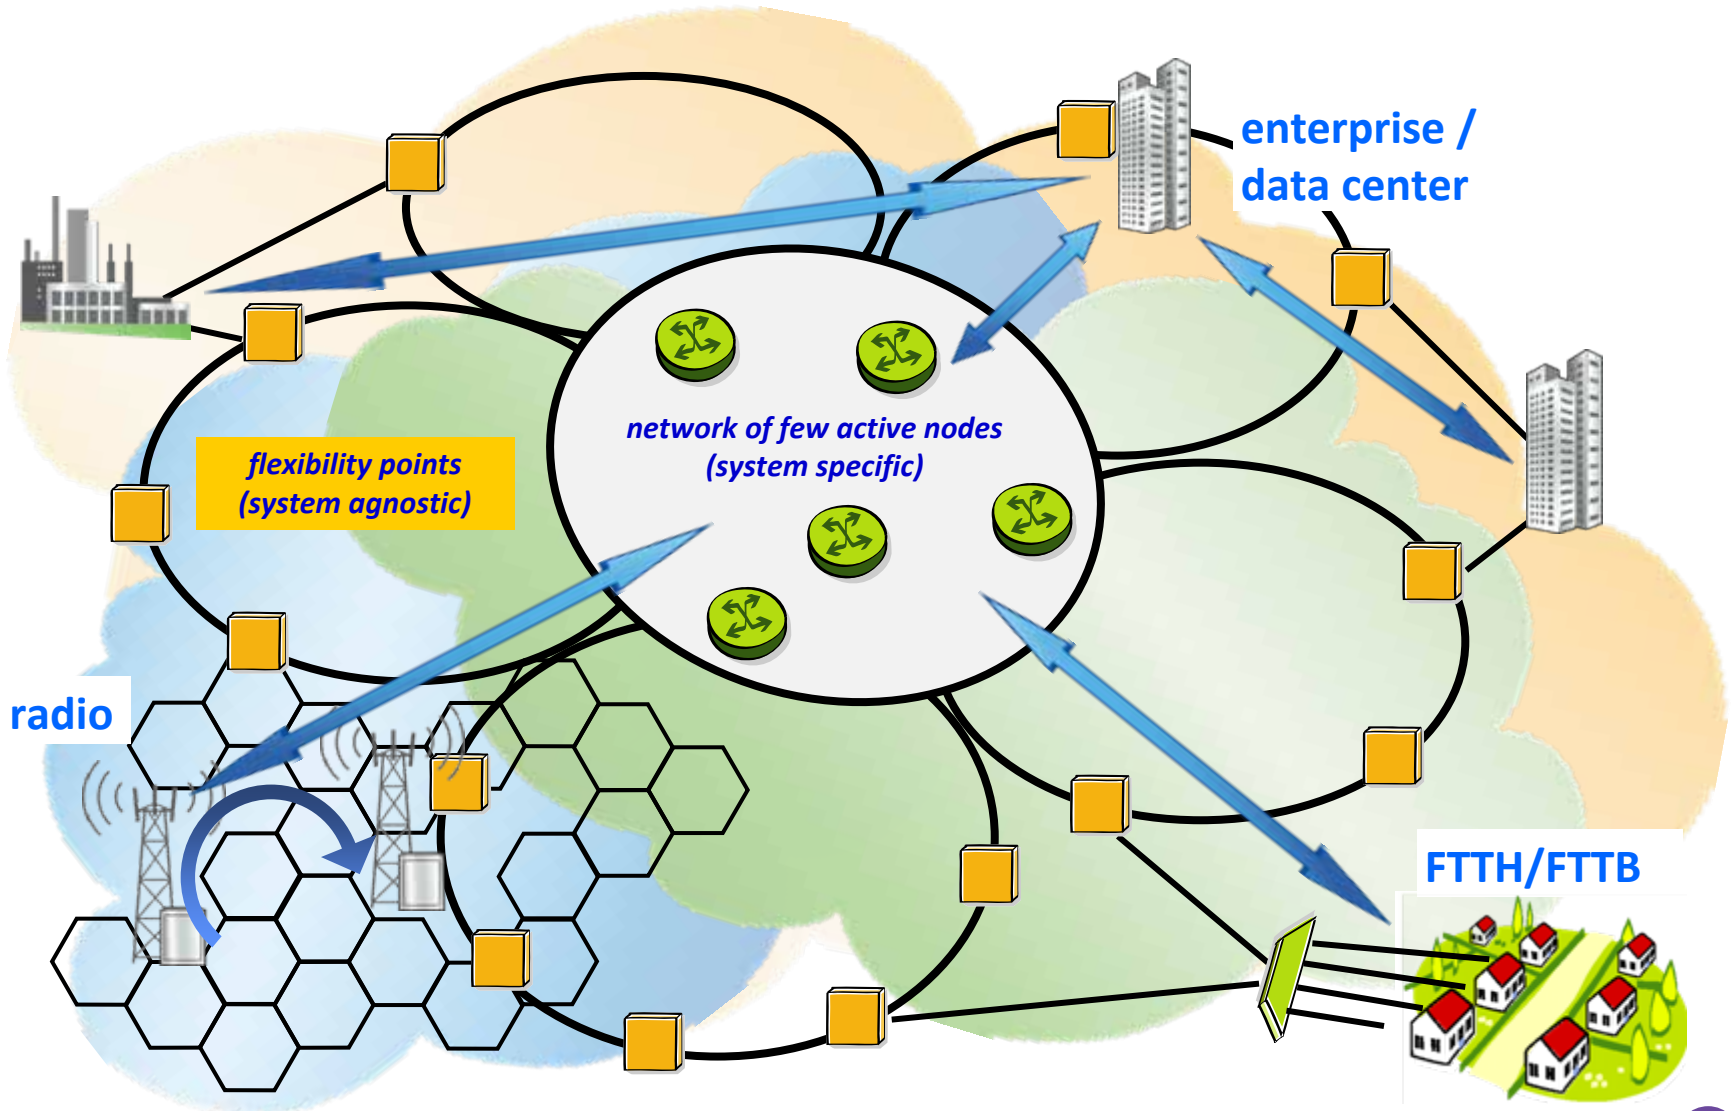 enterprise /
data center
network of few active nodes
(system specific)
flexibility points
(system agnostic)
radio
FTTH/FTTB